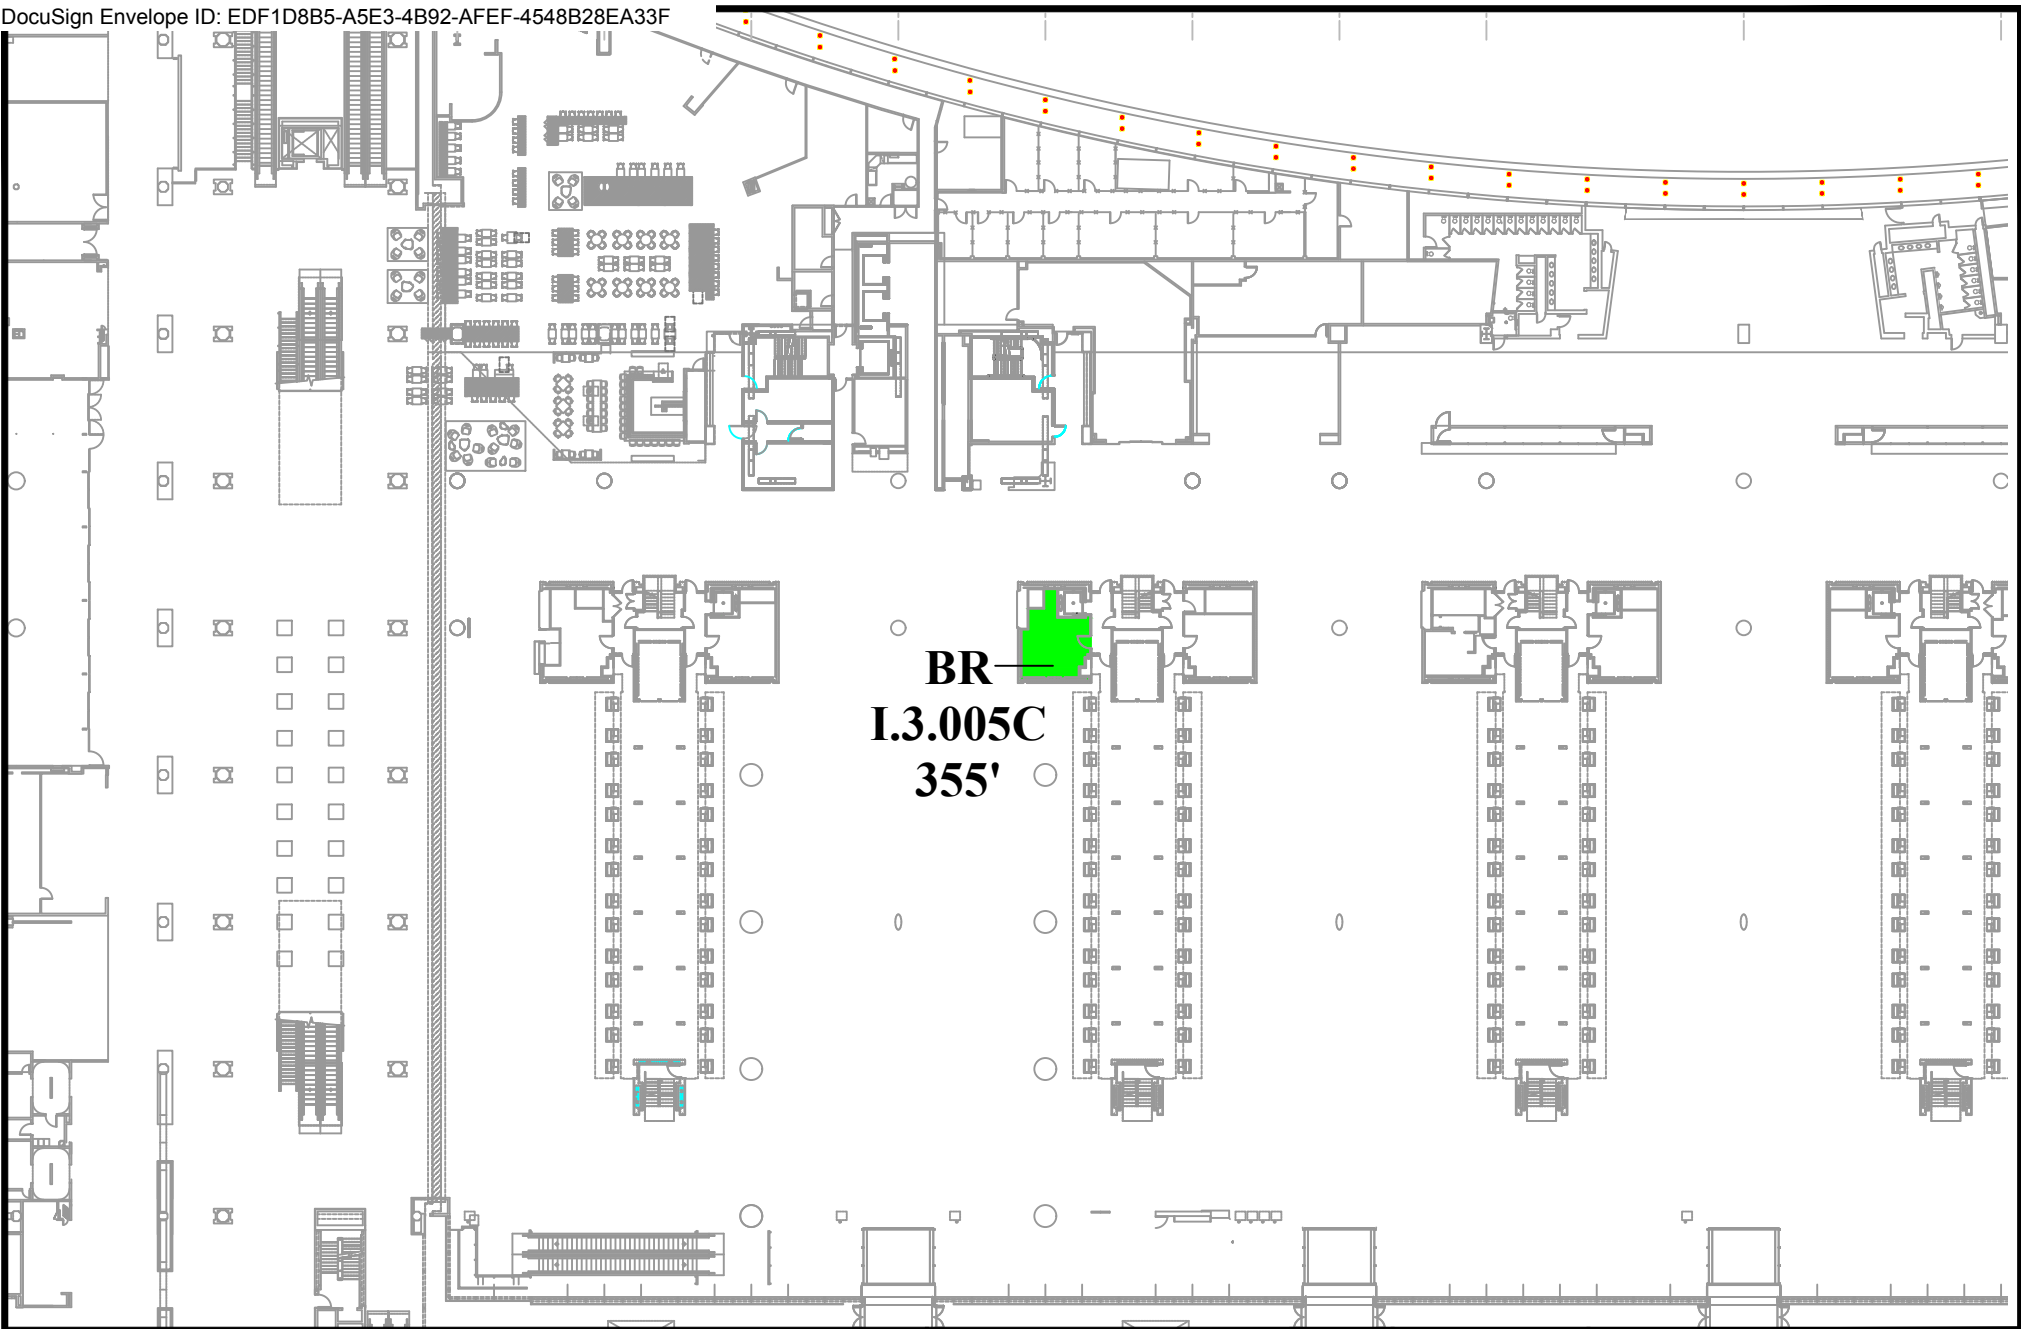 DocuSign Envelope ID: EDF1D8B5-A5E3-4B92-AFEF-4548B28EA33F
BR
I.3.005C
355'